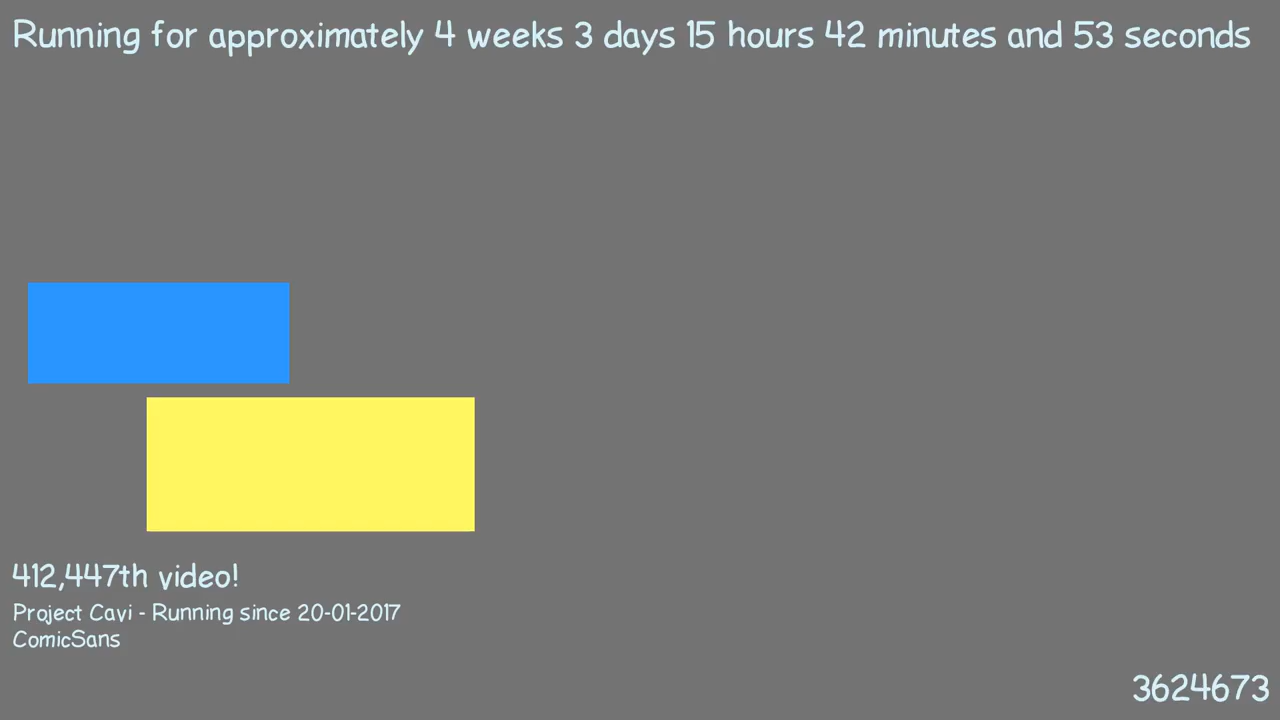 Running for approximately 4 weeks 3 days 15 hours 42 minutes and 53 seconds
412,447th video!
Project Cavi - Running since 20-01-2017
ComicSans
3624673